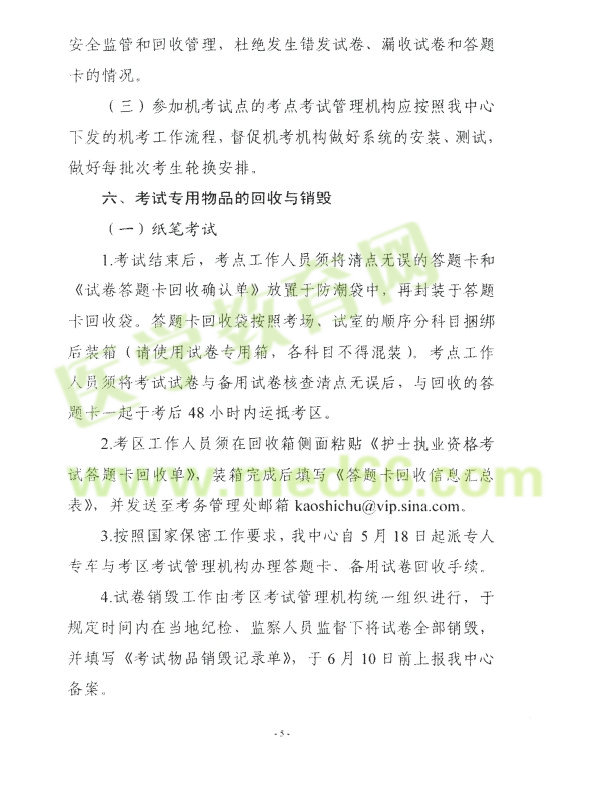 安全监管和回收管理，杜绝发生错发试卷、漏收试卷和答题
卡的情况。
（三）参加机考试点的考点考试管理机构应按照我中心
下发的机考工作流程，督促机考机构做好系统的安装、测试，
做好每批次考生轮换安排。
六、考试专用物品的回收与销毁
（一）纸笔考试
1.考试结束后，考点工作人员须将清点无误的答题卡和
《试卷答题卡回收确认单》放置于防潮袋中，再封装于答题
卡回收袋。答题卡回收袋按照考场、试室的顺序分科目捆绑
后装箱（请使用试卷专用箱，各科目不得混装）。考点工作
人员须将考试试卷与备用试卷核查清点无误后，与回收的答
题卡一起于考后 48 小时内运抵考区。
2.考区工作人员须在回收箱侧面粘贴《护士执业资格考
试答题卡回收单》，装箱完成后填写《答题卡回收信息汇总
表》，并发送至考务管理处邮箱 kaoshichu@vip.sina.com。
3.按照国家保密工作要求，我中心自 5 月 18 日起派专人
专车与考区考试管理机构办理答题卡、备用试卷回收手续。
4.试卷销毁工作由考区考试管理机构统一组织进行，于
规定时间内在当地纪检、监察人员监督下将试卷全部销毁，
并填写《考试物品销毁记录单》，于 6 月 10 日前上报我中心
备案。
- 5 -
医学教育网
www.med66.com